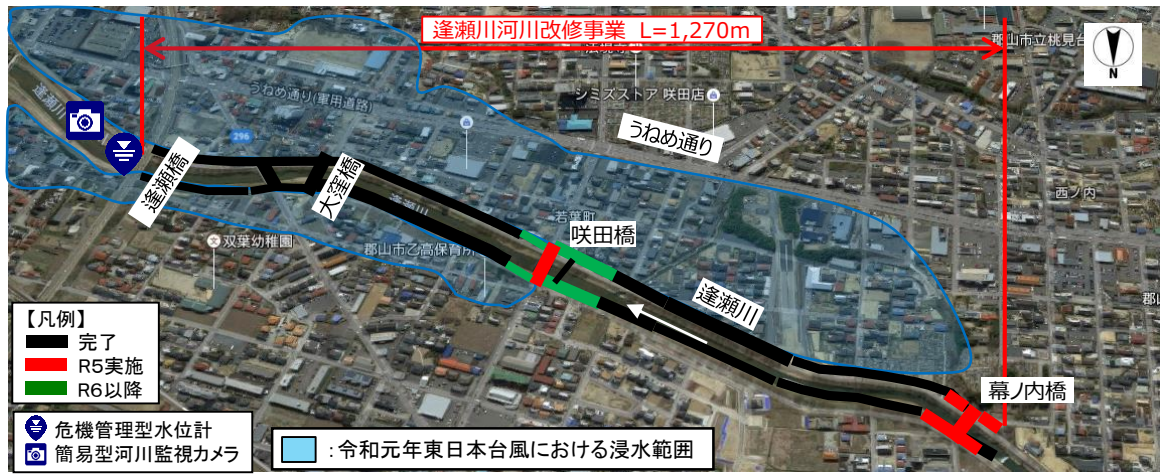 逢瀬川河川改修事業 L=1,270m
郡山市立桃見台
N
シミズストア 咲田店
うねめ通り(軍用道路)
うねめ通り
296
逢瀬川
逢瀬橋
大窪橋
逢瀬川
若葉町
咲田橋
西ノ内
双葉幼稚園
郡山市乙高保育所
逢瀬川
幕ノ内橋
【凡例】
完了
R5実施
R6以降
危機管理型水位計
簡易型河川監視カメラ
:令和元年東日本台風における浸水範囲